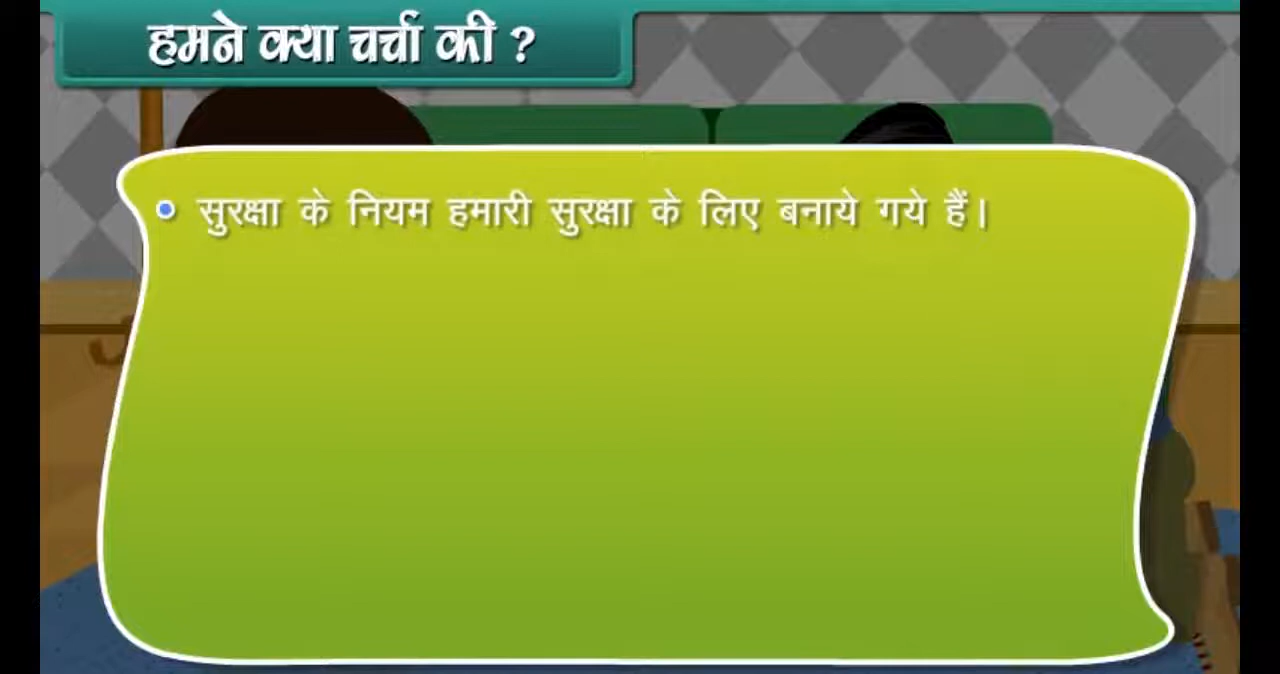 हमने क्या चर्चा की ?
सुरक्षा के नियम हमारी सुरक्षा के लिए बनाये गये हैं।